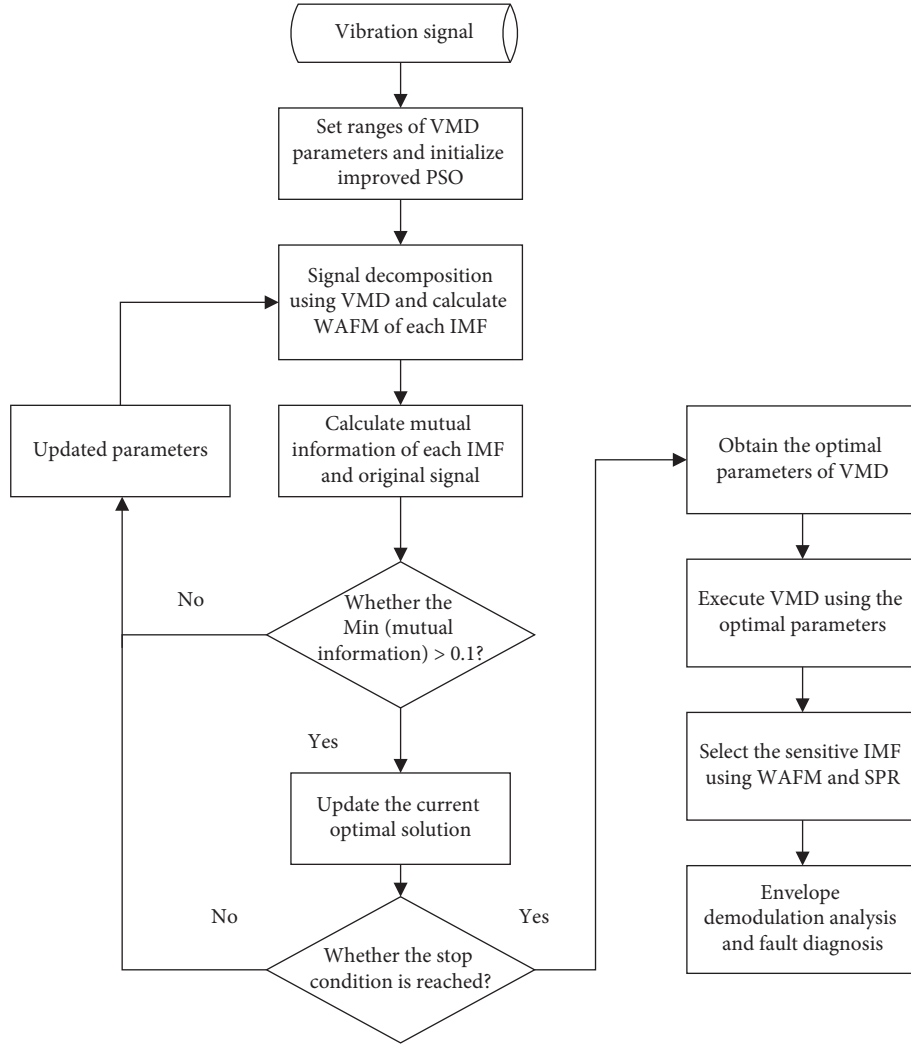 Vibration signal
Set ranges of VMD
parameters and initialize
improved PSO
Signal decomposition
using VMD and calculate
WAFM of each IMF
Updated parameters
Calculate mutual
information of each IMF
and original signal
No
Whether the
Min (mutual
information) > 0.1?
Yes
Update the current
optimal solution
No
Yes
Whether the stop
condition is reached?
Obtain the optimal
parameters of VMD
Execute VMD using the
optimal parameters
Select the sensitive IMF
using WAFM and SPR
Envelope
demodulation analysis
and fault diagnosis